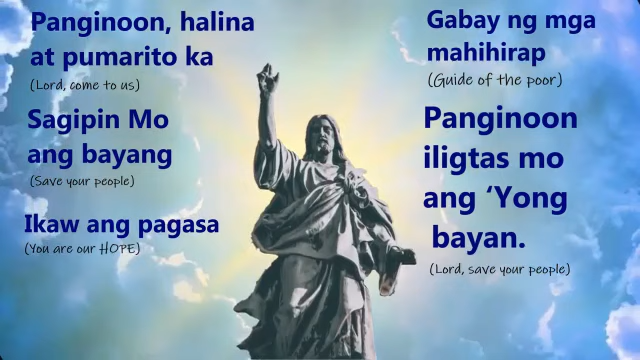 Panginoon, halina
at pumarito ka
(Lord, come to us)
Sagipin Mo
ang bayang
(Save your people)
Ikaw ang pagasa
(You are our HOPE)
Gabay ng mga
mahihirap
(Guide of the poor)
Panginoon
iligtas mo
ang ‘Yong
bayan.
(Lord, save your people)